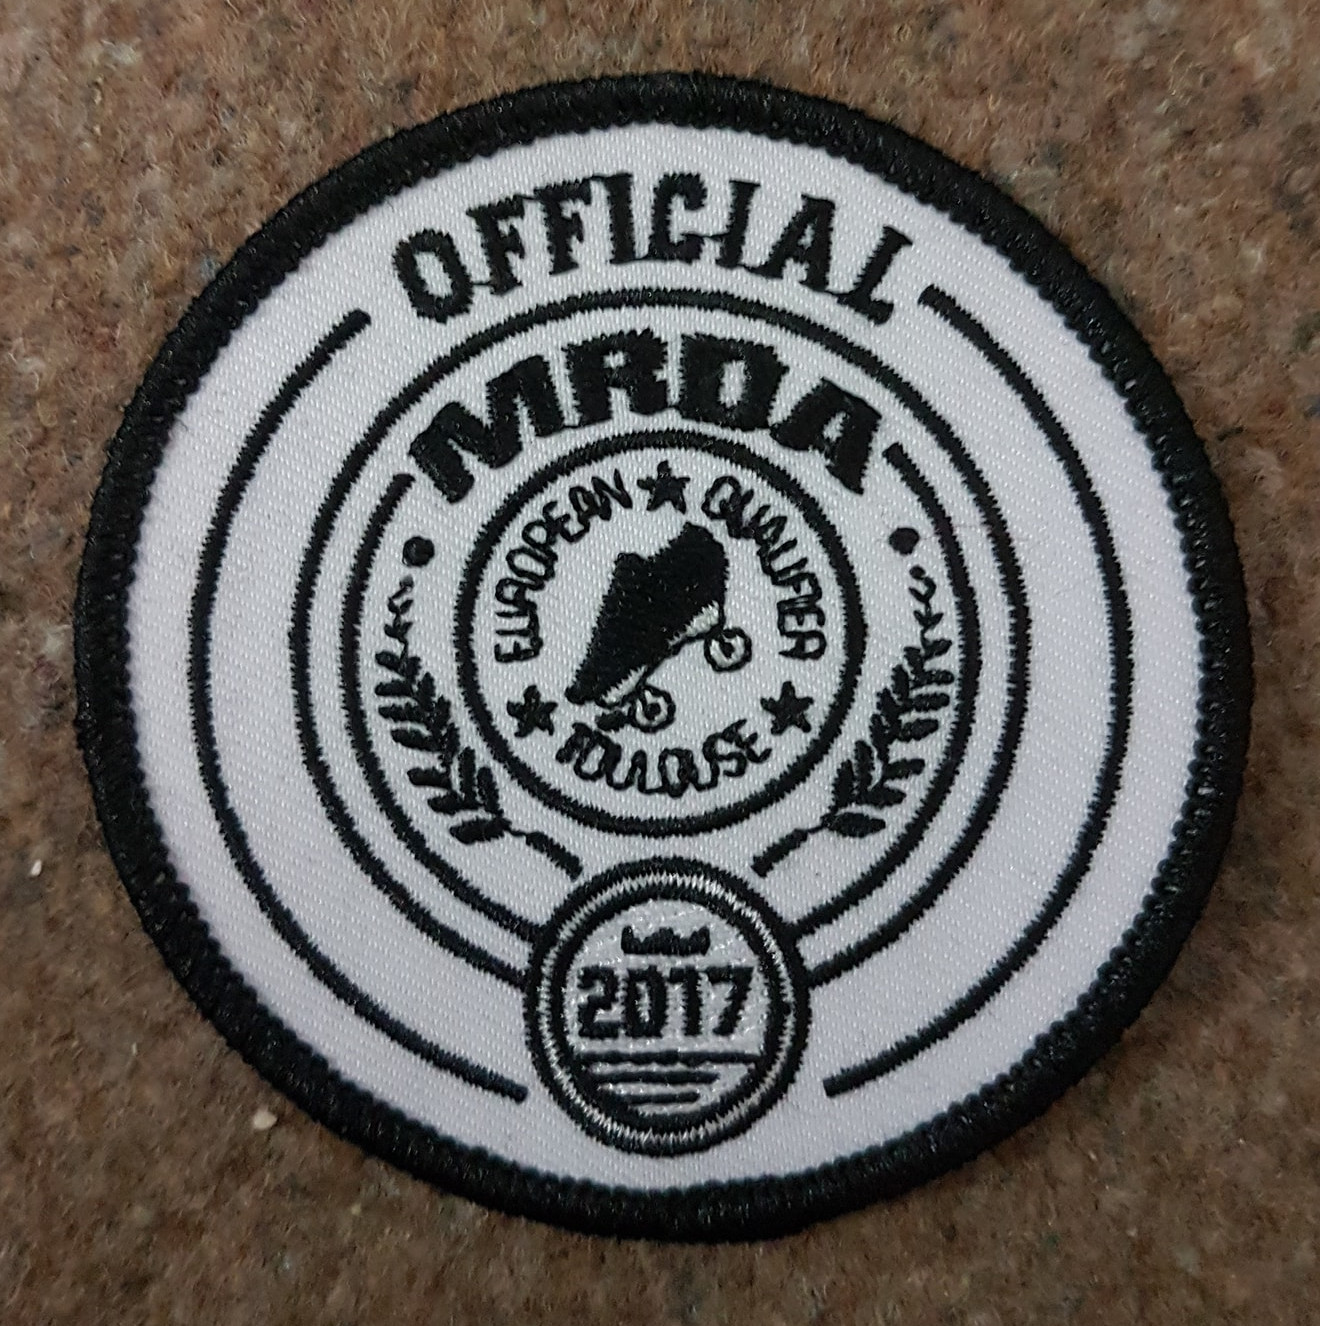 OFFICIAL
MRDA
EUROPEAN ★ QUALIFIER
★ TOULOUSE ★
2017